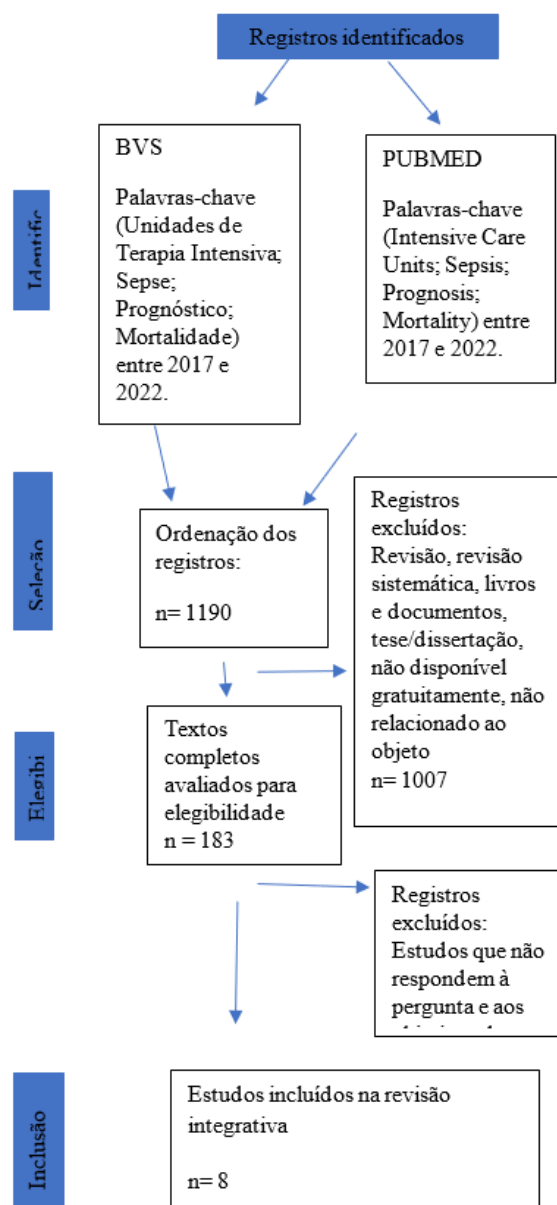 Registros identificados
Identific
BVS
Palavras-chave
(Unidades de
Terapia Intensiva;
Sepse;
Prognóstico;
Mortalidade)
entre 2017 e
2022.
PUBMED
Palavras-chave
(Intensive Care
Units; Sepsis;
Prognosis;
Mortality) entre
2017 e 2022.
Seleção
Ordenação dos
registros:
n= 1190
Registros
excluídos:
Revisão, revisão
sistemática, livros
e documentos,
tese/dissertação,
não disponível
gratuitamente, não
relacionado ao
objeto
n= 1007
Elegibi
Textos
completos
avaliados para
elegibilidade
n = 183
Registros
excluídos:
Estudos que não
respondem à
pergunta e aos
Inclusão
Estudos incluídos na revisão
integrativa
n= 8